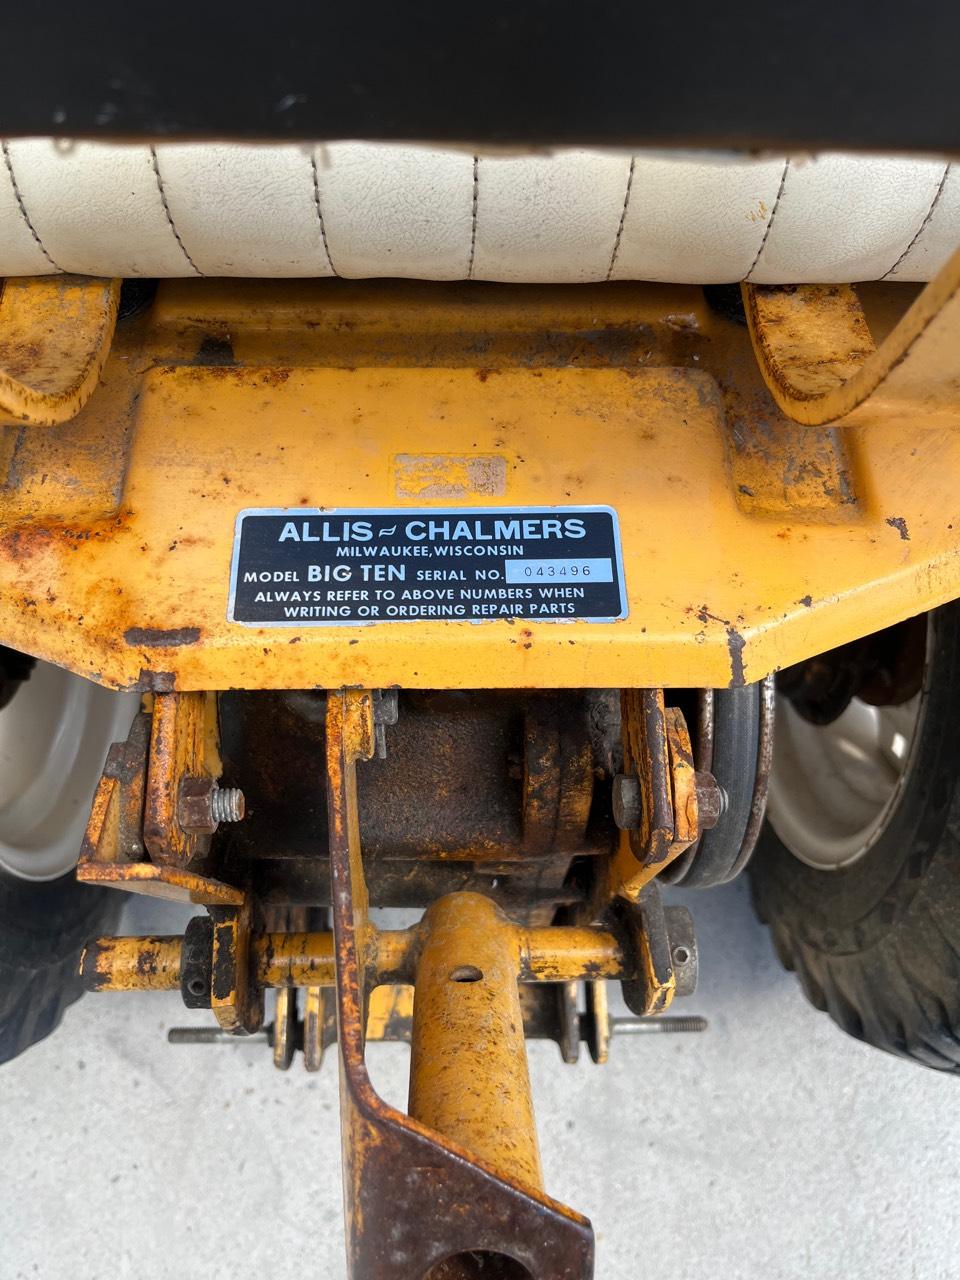 ALLIS-CHALMERS
MILWAUKEE, WISCONSIN
MODEL BIG TEN SERIAL NO. 043496
ALWAYS REFER TO ABOVE NUMBERS WHEN
WRITING OR ORDERING REPAIR PARTS